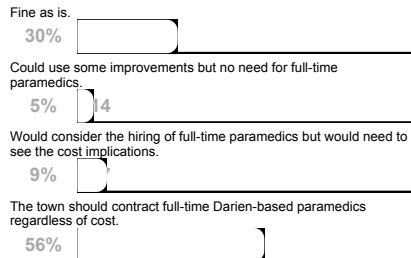 Fine as is.
30%
Could use some improvements but no need for full-time
paramedics.
5% 14
Would consider the hiring of full-time paramedics but would need to
see the cost implications.
9%
The town should contract full-time Darien-based paramedics
regardless of cost.
56%